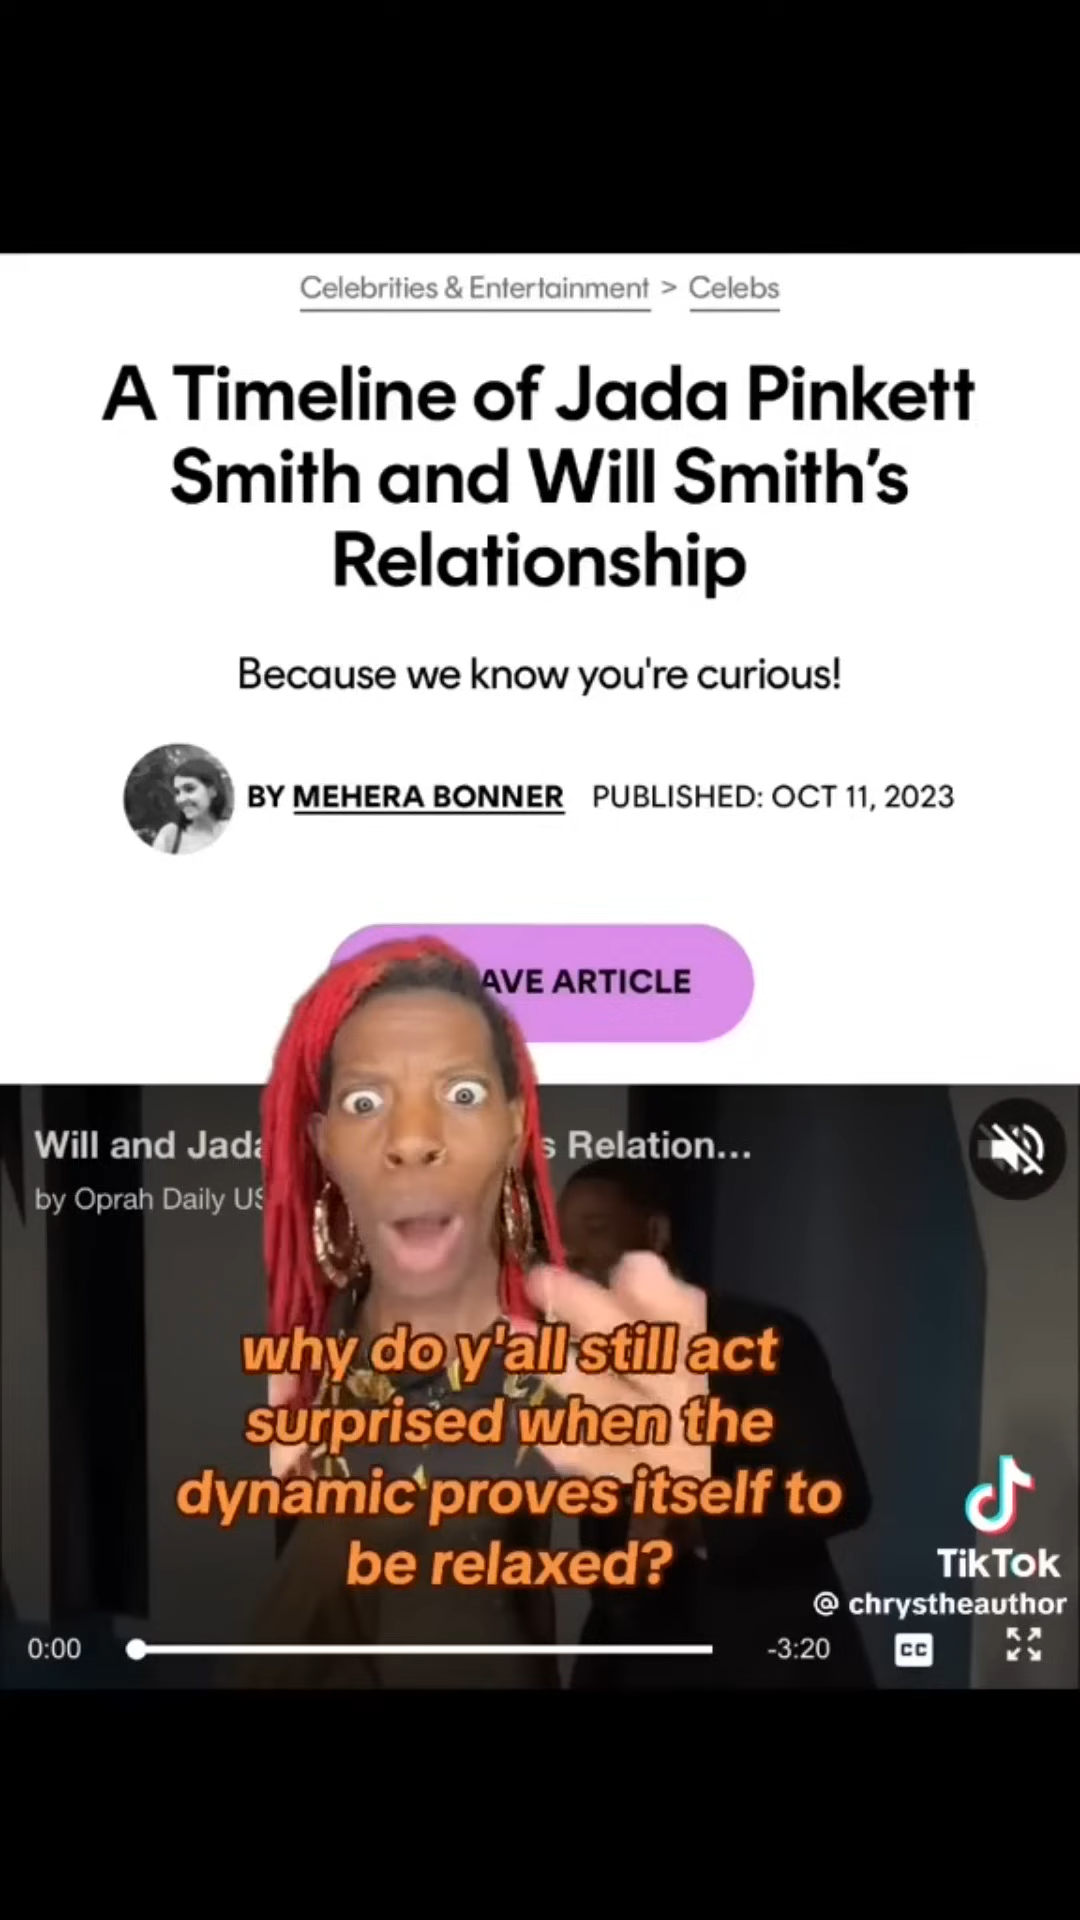 Celebrities & Entertainment > Celebs
A Timeline of Jada Pinkett
Smith and Will Smith’s
Relationship
Because we know you're curious!
BY MEHERA BONNER PUBLISHED: OCT 11, 2023
AVE ARTICLE
Will and Jada s Relation...
by Oprah Daily US
why do y'all still act
surprised when the
dynamic proves itself to
be relaxed?
TikTok
@ chrystheauthor
0:00 -3:20 CC